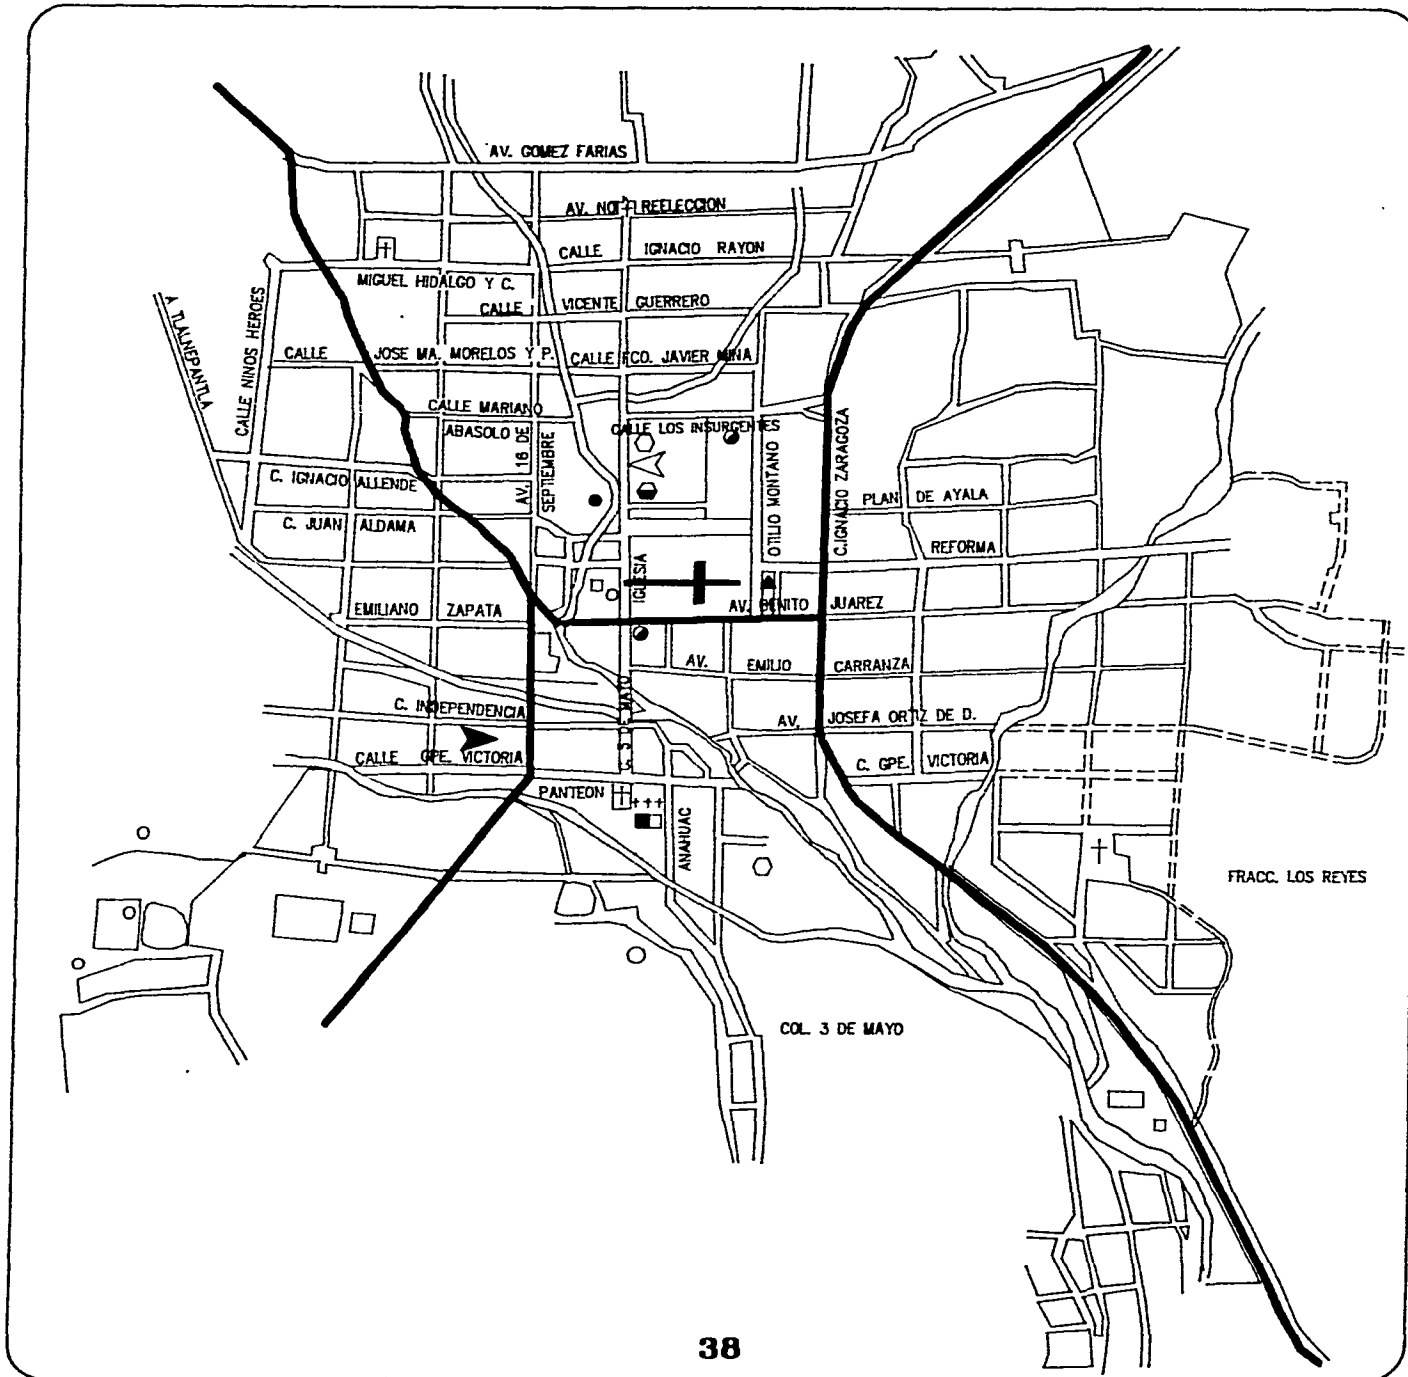 AV. GOMEZ FARIAS
AV. NO REELECCION
CALLE IGNACIO RAYON
MIGUEL HIDALGO Y C.
CALLE VICENTE GUERRERO
A TLALNEPANTLA
CALLE NINOS HEROES
CALLE JOSE MA. MORELOS Y P.
CALLE FCO. JAVIER MINA
CALLE MARIANO
ABASOLO
CALLE LOS INSURGENTES
AV. 16 DE
SEPTIEMBRE
OTILIO MONTANO
C.IGNACIO ZARAGOZA
C. IGNACIO ALLENDE
PLAN DE AYALA
C. JUAN ALDAMA
REFORMA
IGLESIA
EMILIANO ZAPATA
AV. BENITO JUAREZ
AV. EMILIO CARRANZA
C. 5 DE MAYO
C. INDEPENDENCIA
AV. JOSEFA ORTIZ DE D.
CALLE GPE. VICTORIA
C. GPE. VICTORIA
PANTEON
ANAHUAC
FRACC. LOS REYES
COL. 3 DE MAYO
38